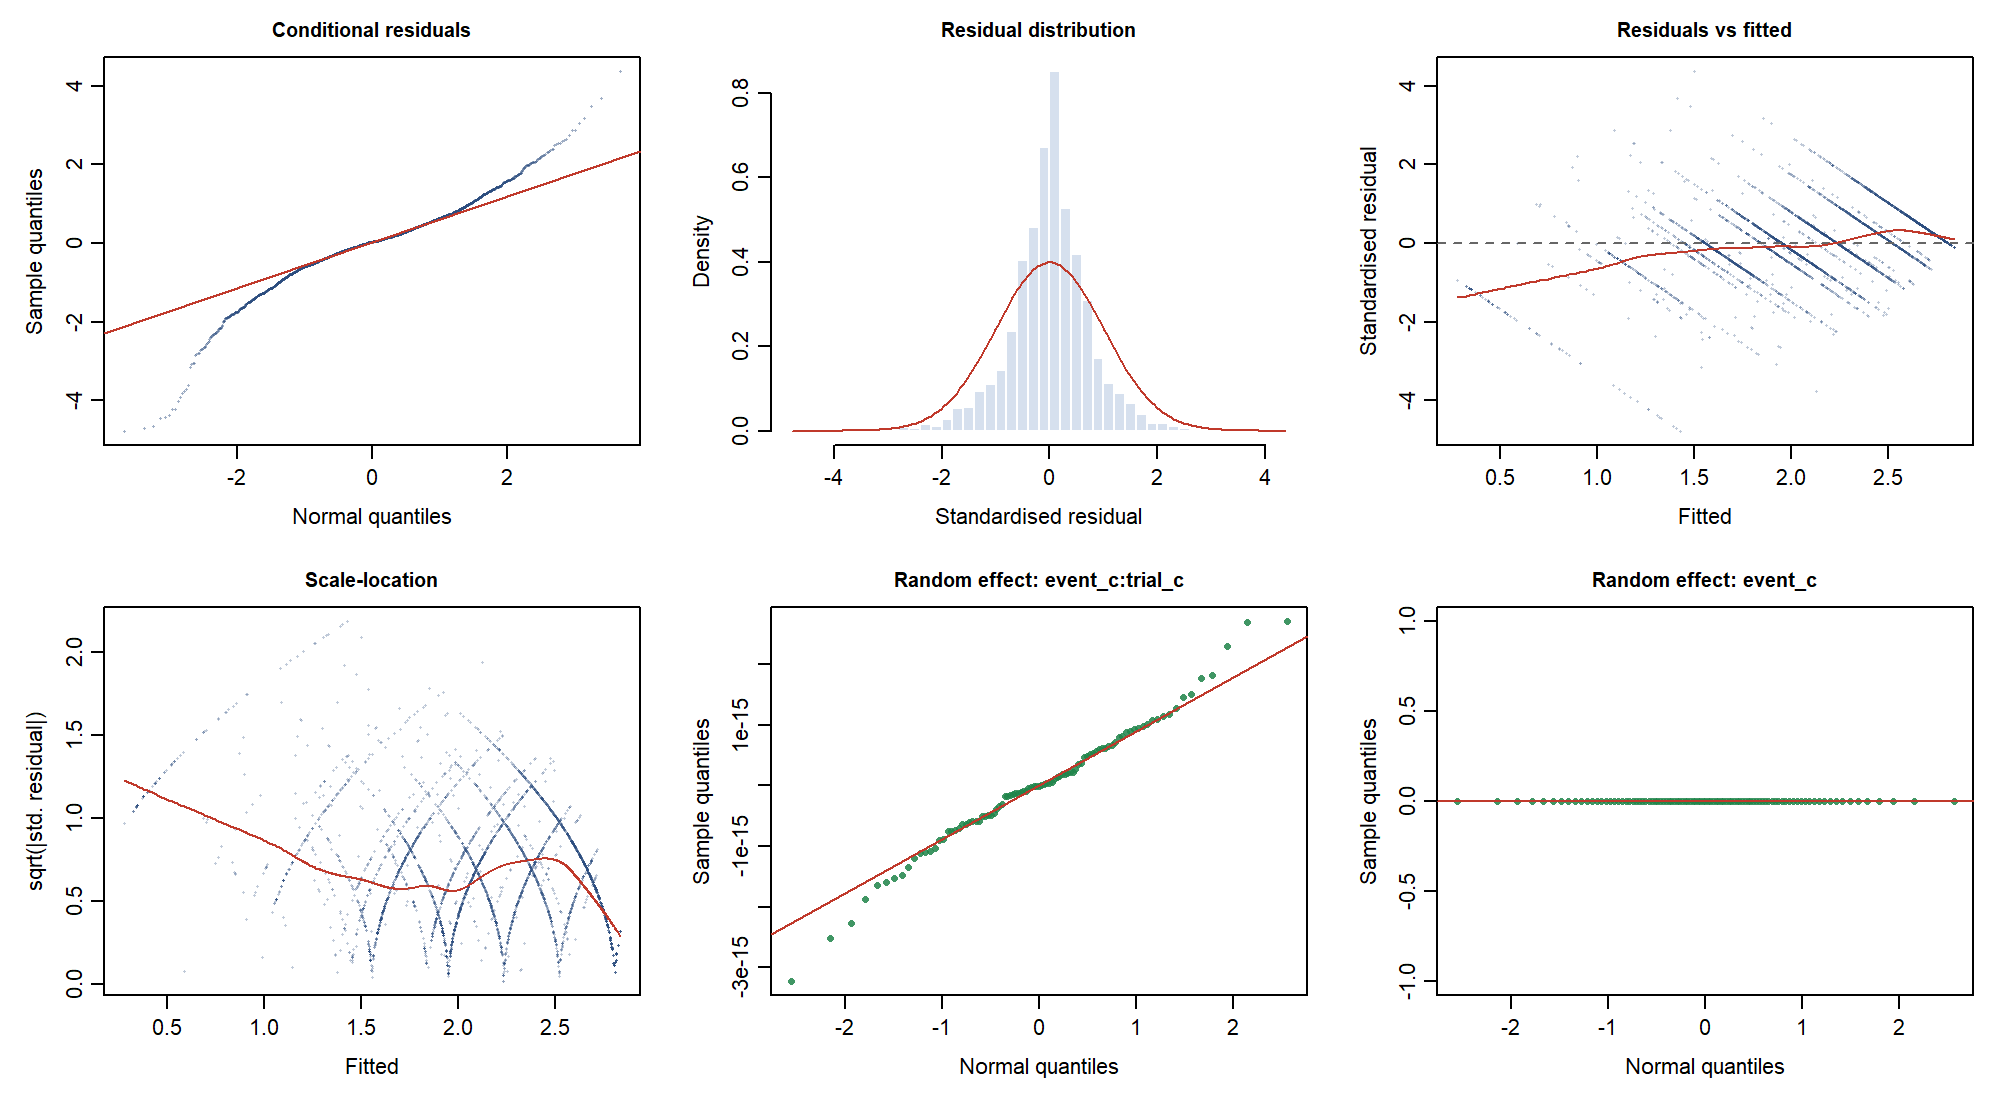 Conditional residuals
Sample quantiles
4
2
0
-2
-4
-2 0 2
Normal quantiles
Residual distribution
Density
0.8
0.6
0.4
0.2
0.0
-4 -2 0 2 4
Standardised residual
Residuals vs fitted
Standardised residual
4
2
0
-2
-4
0.5 1.0 1.5 2.0 2.5
Fitted
Scale-location
sqrt(|std. residual|)
2.0
1.5
1.0
0.5
0.0
0.5 1.0 1.5 2.0 2.5
Fitted
Random effect: event_c:trial_c
Sample quantiles
1e-15
-1e-15
-3e-15
-2 -1 0 1 2
Normal quantiles
Random effect: event_c
Sample quantiles
1.0
0.5
0.0
-0.5
-1.0
-2 -1 0 1 2
Normal quantiles